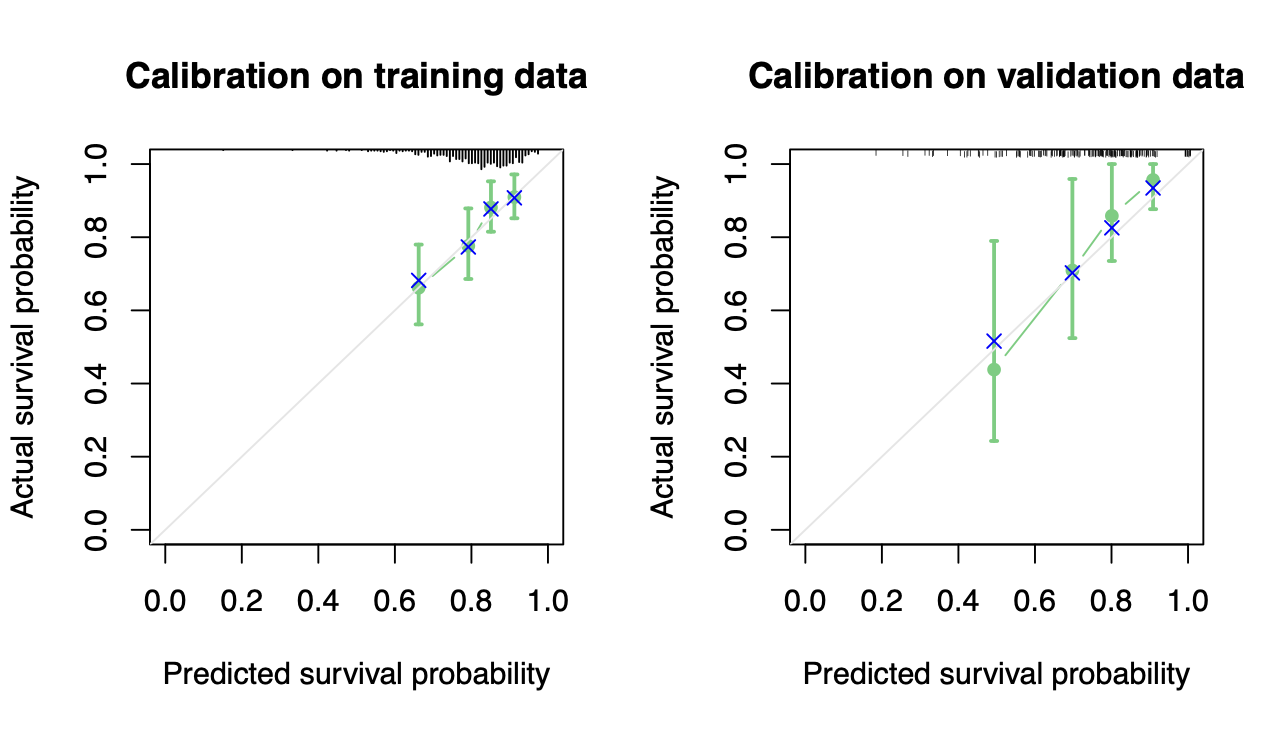 Calibration on training data
Actual survival probability
1.0
0.8
0.6
0.4
0.2
0.0
0.0 0.2 0.4 0.6 0.8 1.0
Predicted survival probability
Calibration on validation data
Actual survival probability
1.0
0.8
0.6
0.4
0.2
0.0
0.0 0.2 0.4 0.6 0.8 1.0
Predicted survival probability